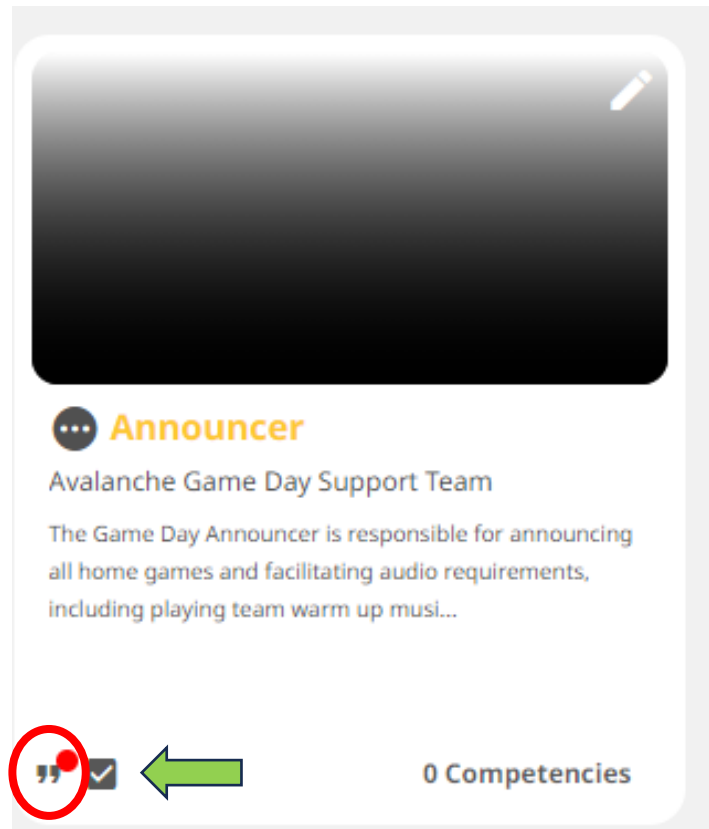 Announcer
Avalanche Game Day Support Team
The Game Day Announcer is responsible for announcing
all home games and facilitating audio requirements,
including playing team warm up musi...
0 Competencies